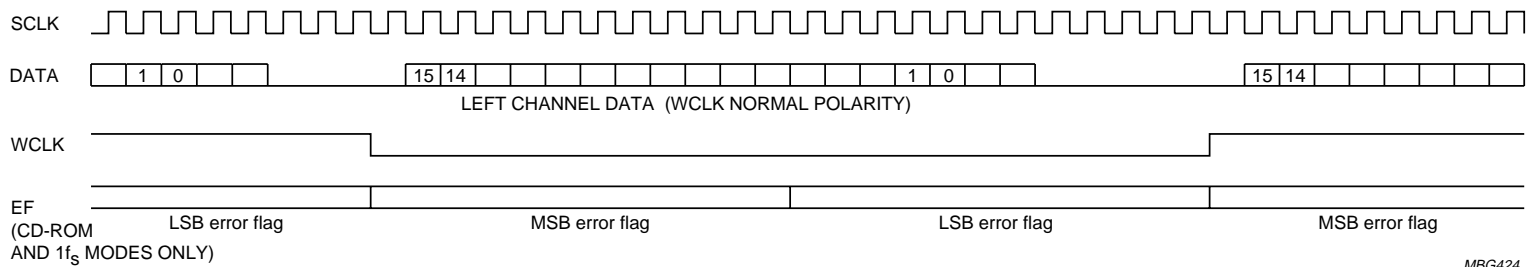 SCLK
DATA 1 0 15 14 1 0 15 14
LEFT CHANNEL DATA (WCLK NORMAL POLARITY)
WCLK
EF
(CD-ROM
AND 1fs MODES ONLY)
LSB error flag MSB error flag LSB error flag MSB error flag
MBG424